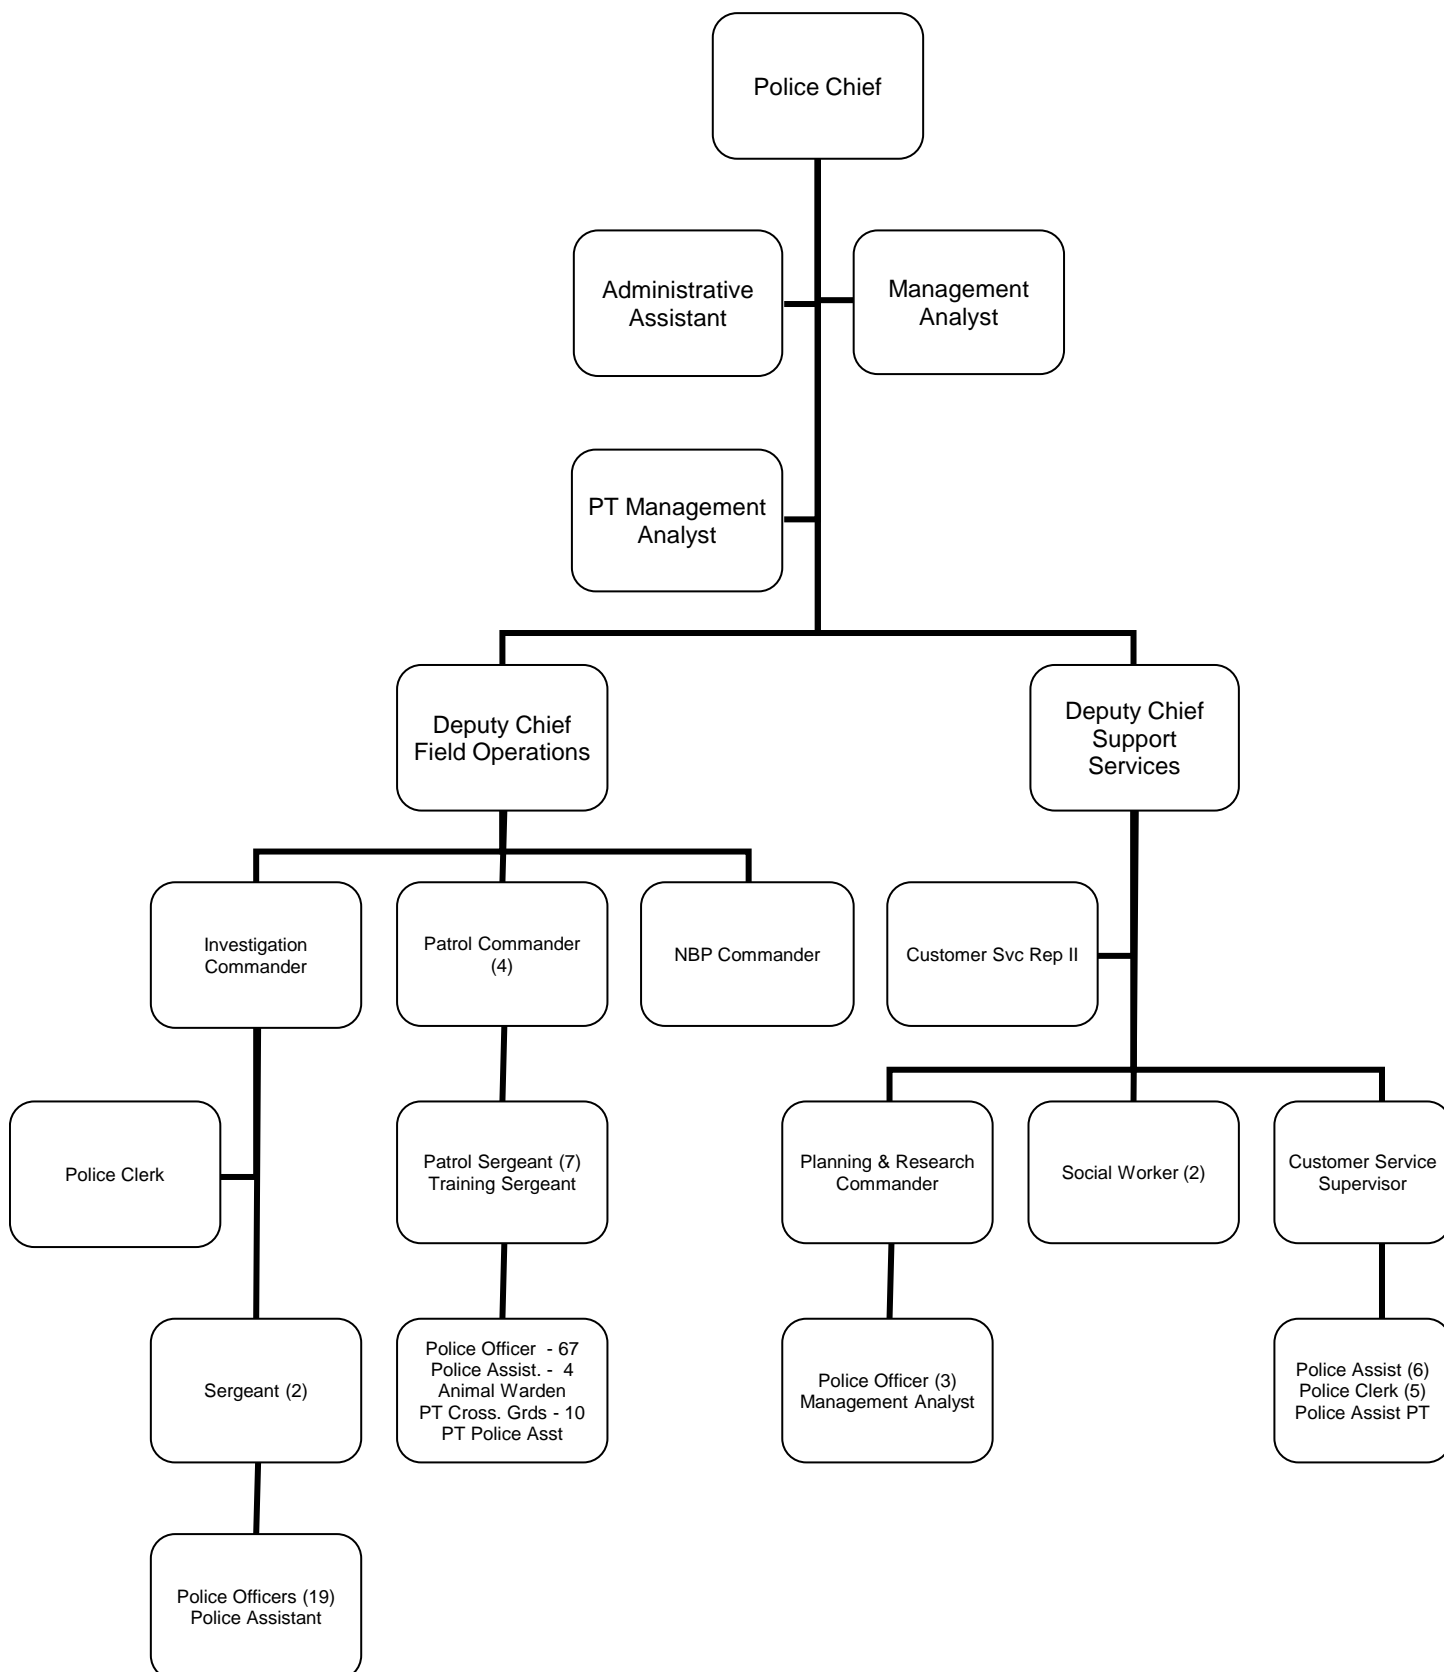 Police Chief
Administrative
Assistant
Management
Analyst
PT Management
Analyst
Deputy Chief
Field Operations
Deputy Chief
Support
Services
Investigation
Commander
Patrol Commander
(4)
NBP Commander
Customer Svc Rep II
Police Clerk
Patrol Sergeant (7)
Training Sergeant
Planning & Research
Commander
Social Worker (2)
Customer Service
Supervisor
Sergeant (2)
Police Officer - 67
Police Assist. - 4
Animal Warden
PT Cross. Grds - 10
PT Police Asst
Police Officer (3)
Management Analyst
Police Assist (6)
Police Clerk (5)
Police Assist PT
Police Officers (19)
Police Assistant